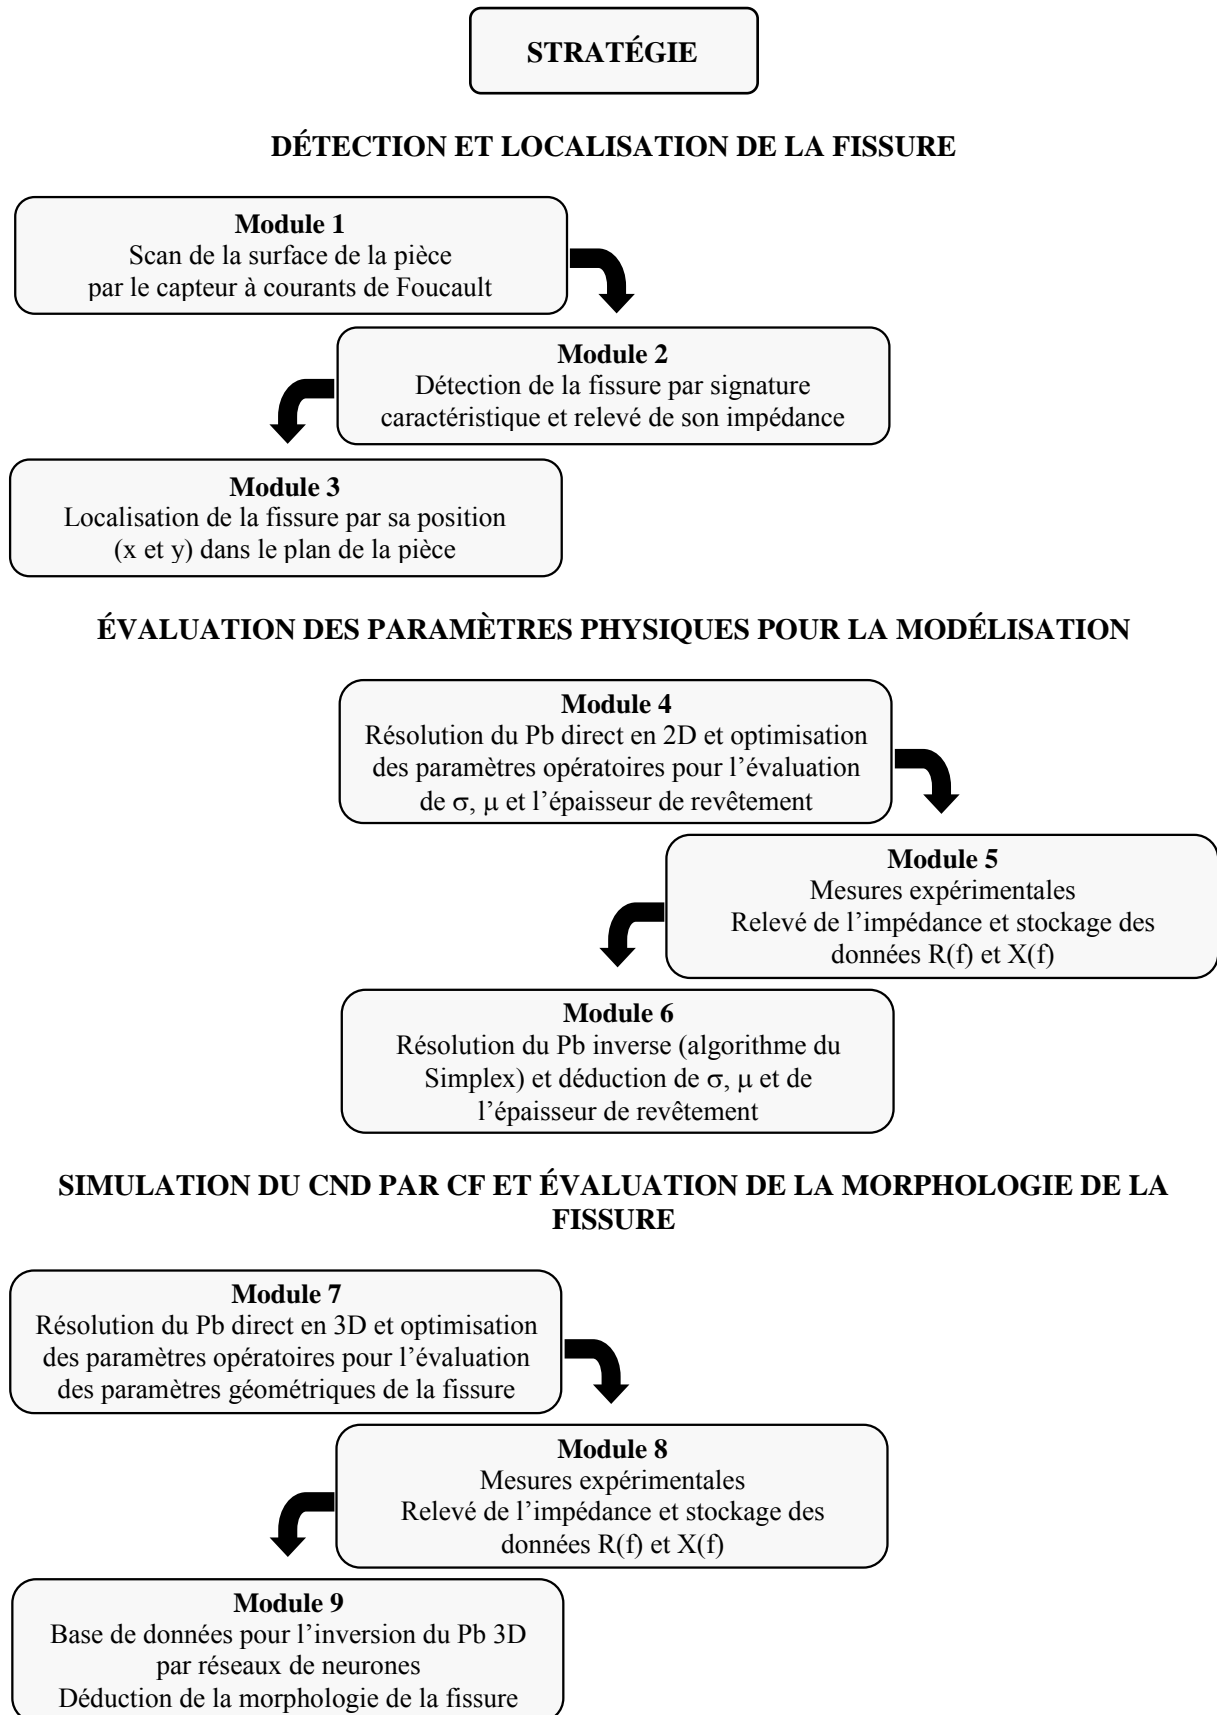 STRATÉGIE
DÉTECTION ET LOCALISATION DE LA FISSURE
Module 1
Scan de la surface de la pièce
par le capteur à courants de Foucault
Module 2
Détection de la fissure par signature
caractéristique et relevé de son impédance
Module 3
Localisation de la fissure par sa position
(x et y) dans le plan de la pièce
ÉVALUATION DES PARAMÈTRES PHYSIQUES POUR LA MODÉLISATION
Module 4
Résolution du Pb direct en 2D et optimisation
des paramètres opératoires pour l’évaluation
de σ, μ et l’épaisseur de revêtement
Module 5
Mesures expérimentales
Relevé de l’impédance et stockage des
données R(f) et X(f)
Module 6
Résolution du Pb inverse (algorithme du
Simplex) et déduction de σ, μ et de
l’épaisseur de revêtement
SIMULATION DU CND PAR CF ET ÉVALUATION DE LA MORPHOLOGIE DE LA
FISSURE
Module 7
Résolution du Pb direct en 3D et optimisation
des paramètres opératoires pour l’évaluation
des paramètres géométriques de la fissure
Module 8
Mesures expérimentales
Relevé de l’impédance et stockage des
données R(f) et X(f)
Module 9
Base de données pour l’inversion du Pb 3D
par réseaux de neurones
Déduction de la morphologie de la fissure